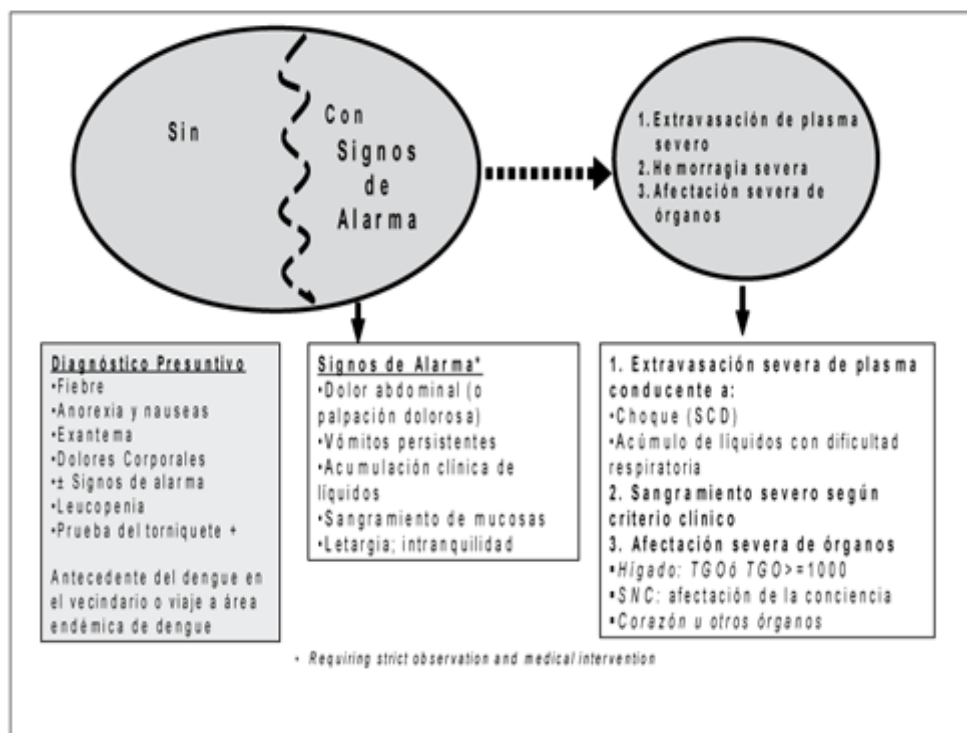 Sin
Con
Signos
de
Alarma
1.Extravasación de plasma
severo
2.Hemorragia severa
3.Afectación severa de
órganos
Diagnóstico Presuntivo
•Fiebre
•Anorexia y nauseas
•Exantema
•Dolores Corporales
•± Signos de alarma
•Leucopenia
•Prueba del torniquete +
Antecedente del dengue en
el vecindario o viaje a área
endémica de dengue
Signos de Alarma*
•Dolor abdominal (o
palpación dolorosa)
•Vómitos persistentes
•Acumulación clínica de
líquidos
•Sangramiento de mucosas
•Letargia; intranquilidad
1. Extravasación severa de plasma
conducente a:
•Choque (SCD)
•Acúmulo de líquidos con dificultad
respiratoria
2. Sangramiento severo según
criterio clínico
3. Afectación severa de órganos
▪Hígado: TGOó TGO>=1000
▪SNC: afectación de la conciencia
▪Corazón u otros órganos
• Requiring strict observation and medical intervention